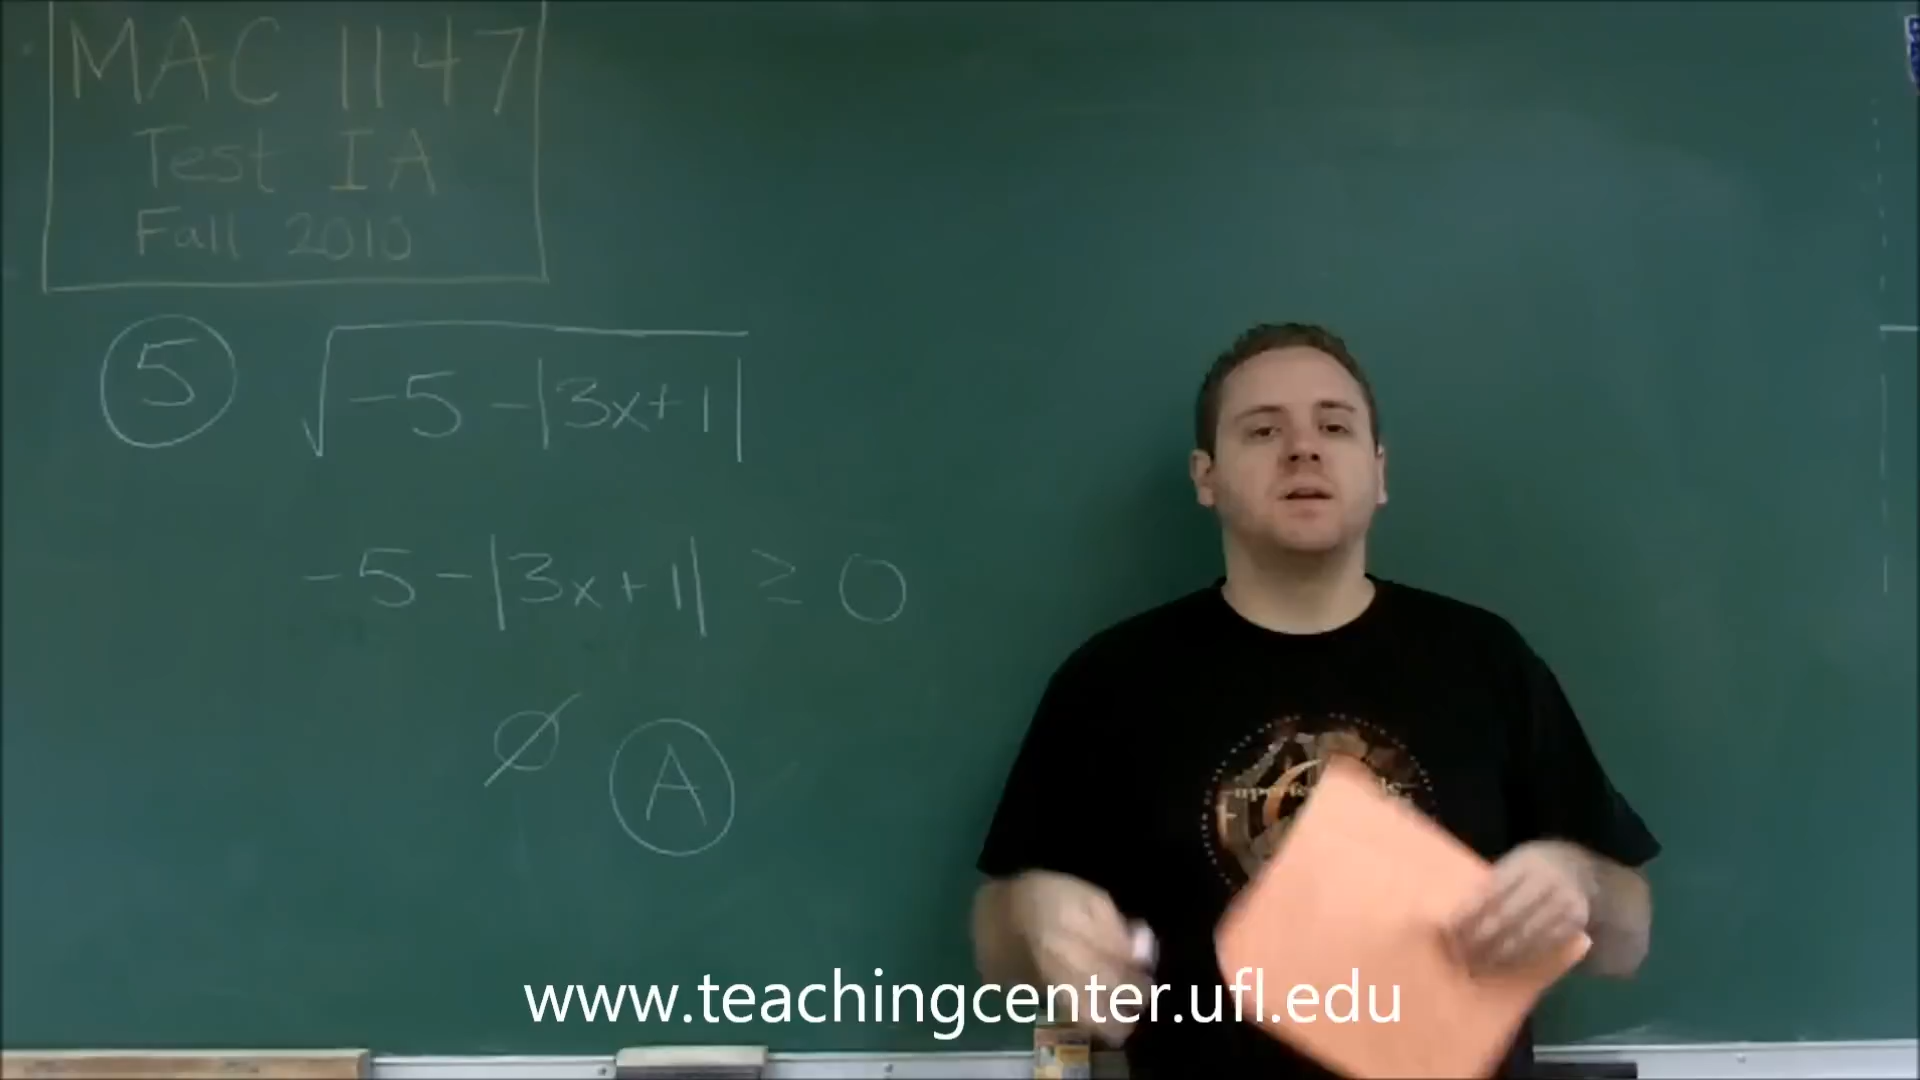 MAC 1147
Test IA
Fall 2010
5 √-5-|3x+1|
-5-|3x+1| ≥ 0
∅ A
www.teachingcenter.ufl.edu